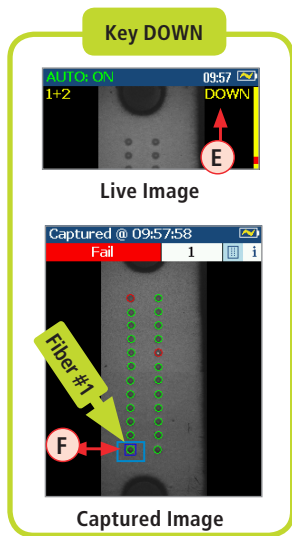 Key DOWN
AUTO: ON 09:57
1+2 DOWN
E
Live Image
Captured @ 09:57:58
Fail 1 i
Fiber #1
F
Captured Image